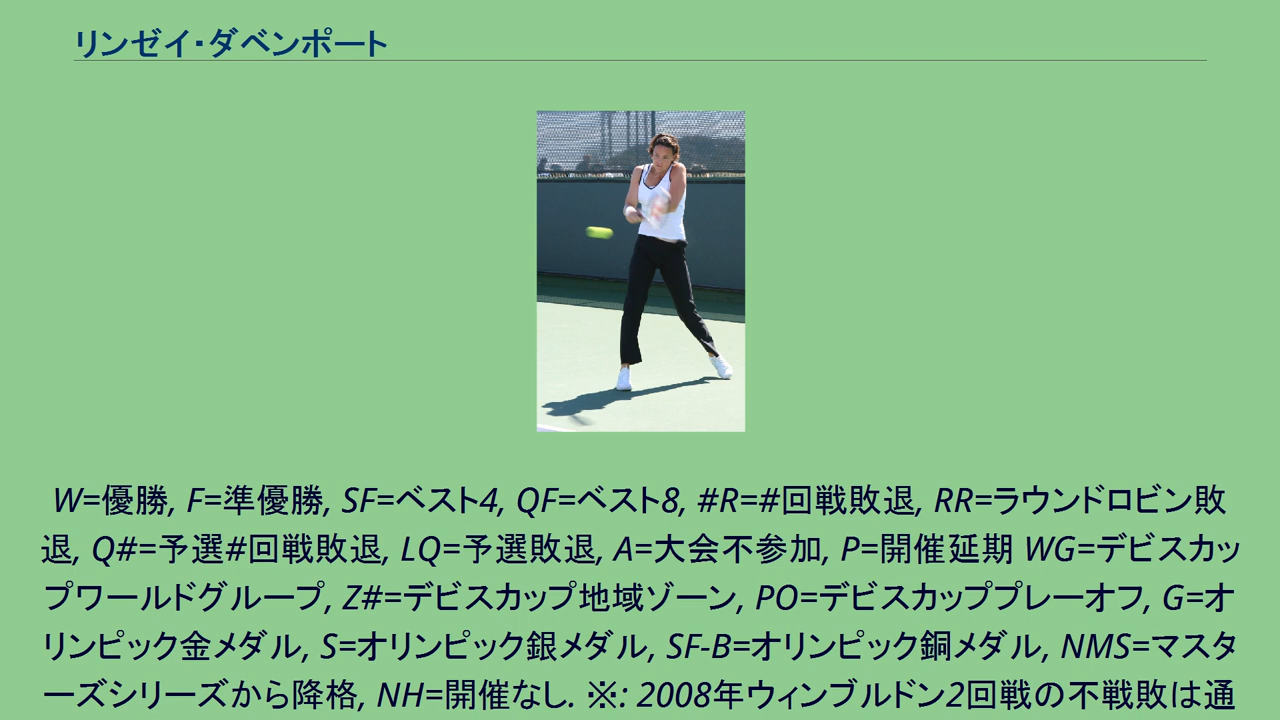 リンゼイ・ダベンポート
W=優勝, F=準優勝, SF=ベスト4, QF=ベスト8, #R=#回戦敗退, RR=ラウンドロビン敗
退, Q#=予選#回戦敗退, LQ=予選敗退, A=大会不参加, P=開催延期 WG=デビスカッ
プワールドグループ, Z#=デビスカップ地域ゾーン, PO=デビスカッププレーオフ, G=オ
リンピック金メダル, S=オリンピック銀メダル, SF-B=オリンピック銅メダル, NMS=マスタ
ーズシリーズから降格, NH=開催なし. ※: 2008年ウィンブルドン2回戦の不戦敗は通